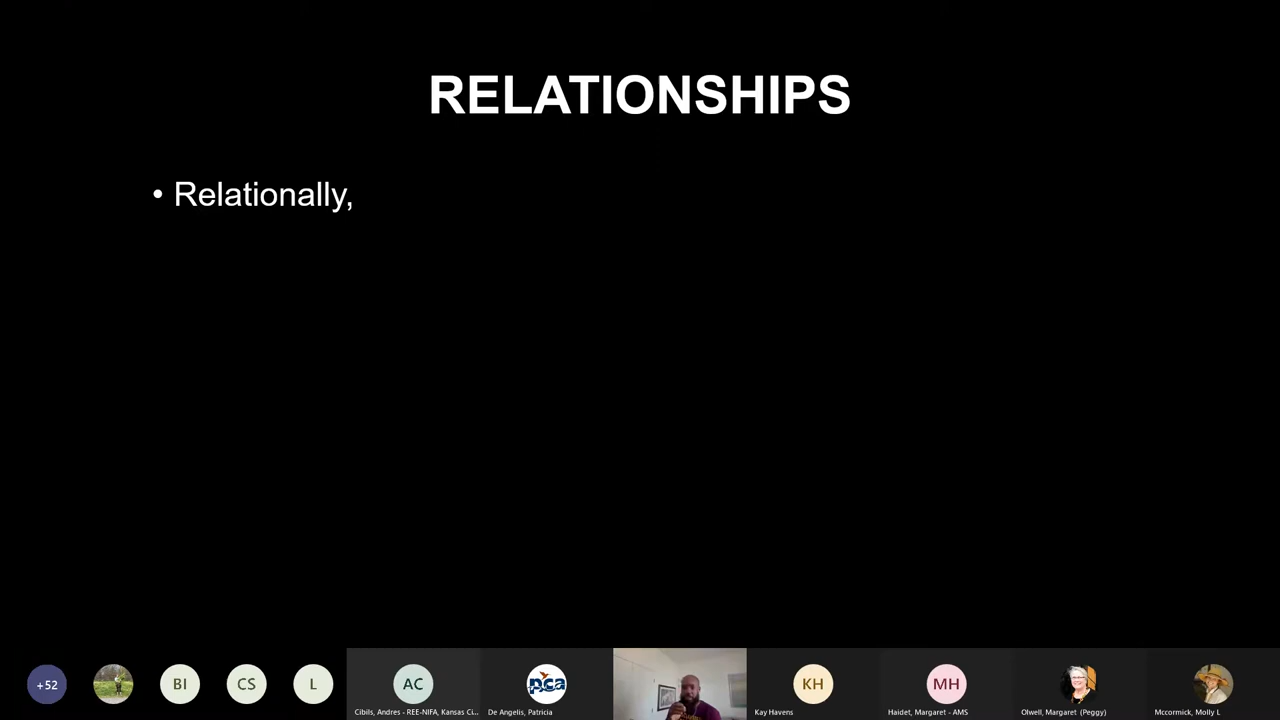 RELATIONSHIPS
• Relationally,
+52
BI
CS
L
AC
KH
MH
pca
Cibils, Andres - REE-NIFA, Kansas Ci...
De Angelis, Patricia
Kay Havens
Haidet, Margaret - AMS
Olwell, Margaret (Peggy)
Mccormick, Molly L